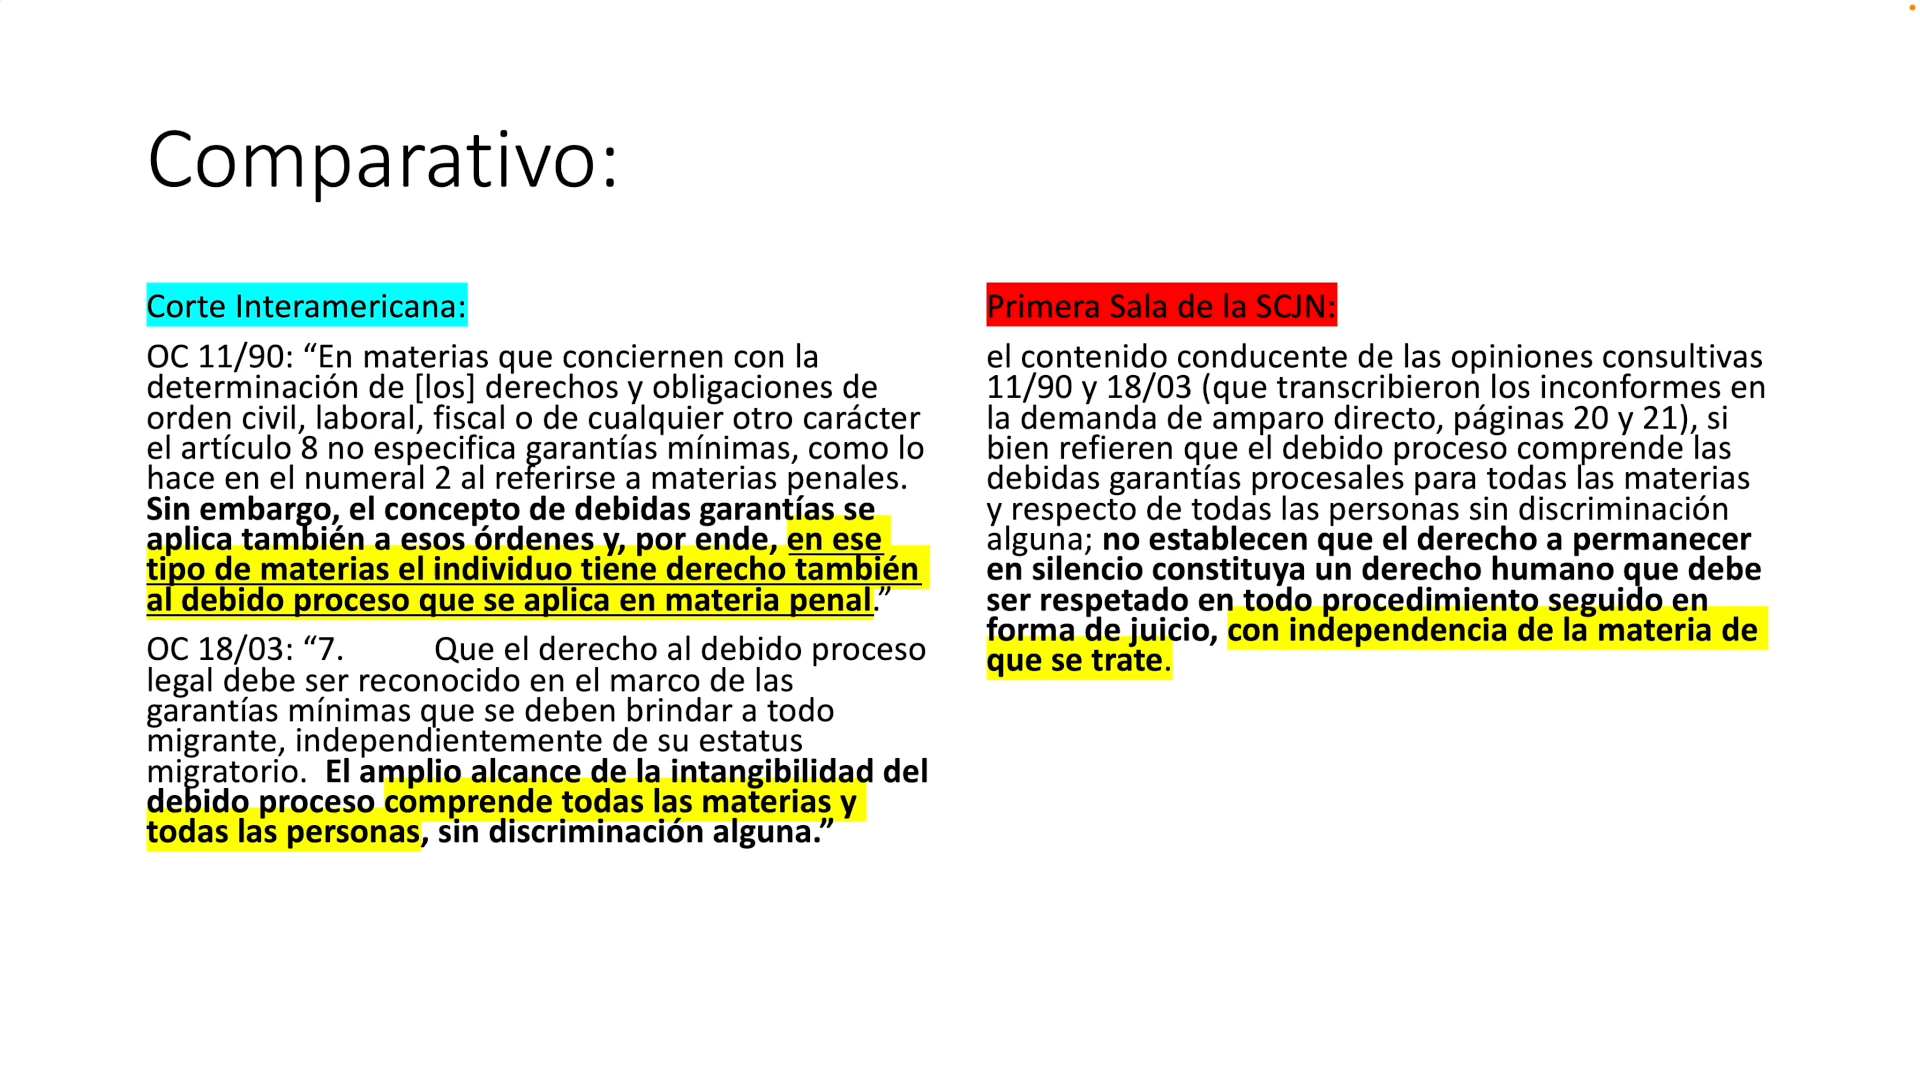 Comparativo:
Corte Interamericana:
OC 11/90: “En materias que conciernen con la
determinación de [los] derechos y obligaciones de
orden civil, laboral, fiscal o de cualquier otro carácter
el artículo 8 no especifica garantías mínimas, como lo
hace en el numeral 2 al referirse a materias penales.
Sin embargo, el concepto de debidas garantías se
aplica también a esos órdenes y, por ende, en ese
tipo de materias el individuo tiene derecho también
al debido proceso que se aplica en materia penal.”
OC 18/03: “7. Que el derecho al debido proceso
legal debe ser reconocido en el marco de las
garantías mínimas que se deben brindar a todo
migrante, independientemente de su estatus
migratorio. El amplio alcance de la intangibilidad del
debido proceso comprende todas las materias y
todas las personas, sin discriminación alguna.”
Primera Sala de la SCJN:
el contenido conducente de las opiniones consultivas
11/90 y 18/03 (que transcribieron los inconformes en
la demanda de amparo directo, páginas 20 y 21), si
bien refieren que el debido proceso comprende las
debidas garantías procesales para todas las materias
y respecto de todas las personas sin discriminación
alguna; no establecen que el derecho a permanecer
en silencio constituya un derecho humano que debe
ser respetado en todo procedimiento seguido en
forma de juicio, con independencia de la materia de
que se trate.